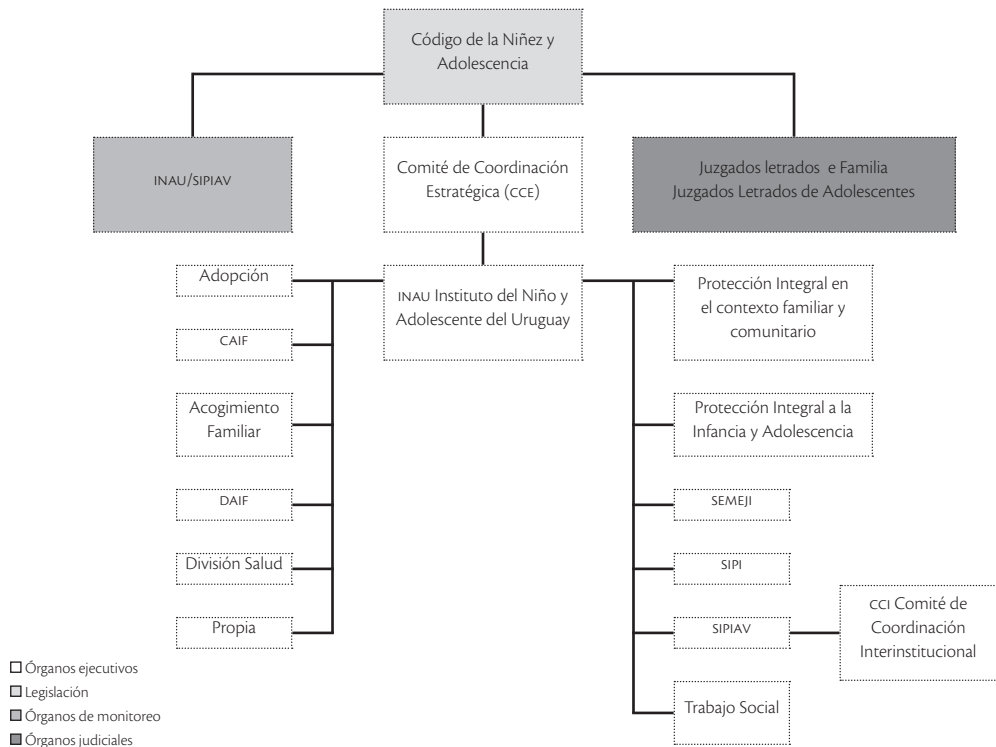 Código de la Niñez y
Adolescencia
INAU/SIPIAV
Comité de Coordinación
Estratégica (CCE)
Juzgados letrados e Familia
Juzgados Letrados de Adolescentes
INAU Instituto del Niño y
Adolescente del Uruguay
Adopción
CAIF
Acogimiento
Familiar
DAIF
División Salud
Propia
Protección Integral en
el contexto familiar y
comunitario
Protección Integral a la
Infancia y Adolescencia
SEMEJI
SIPI
SIPIAV
CCI Comité de
Coordinación
Interinstitucional
Trabajo Social
Órganos ejecutivos
Legislación
Órganos de monitoreo
Órganos judiciales